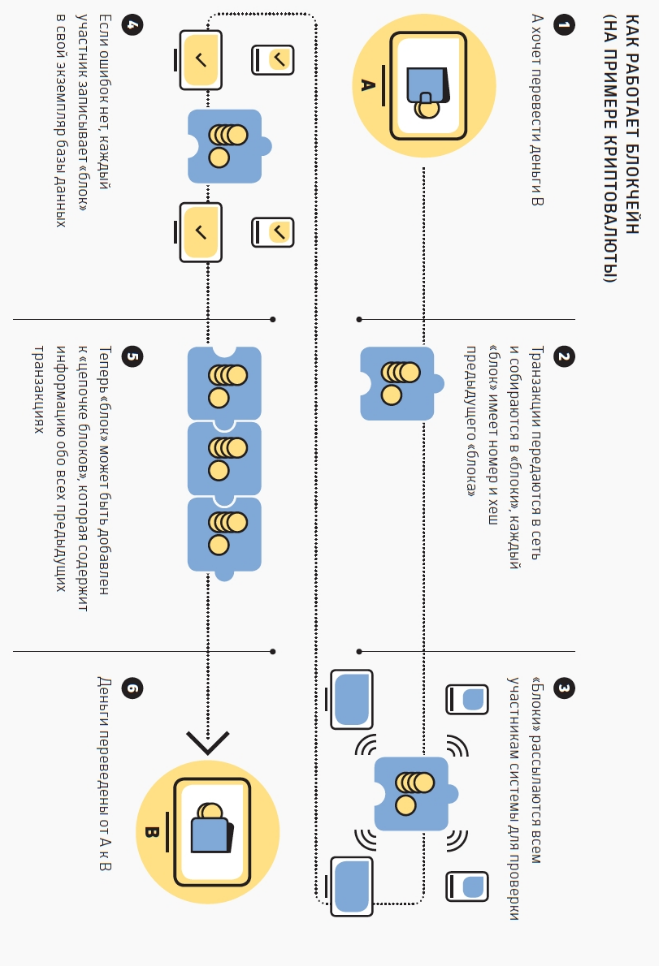 КАК РАБОТАЕТ БЛОКЧЕЙН
(НА ПРИМЕРЕ КРИПТОВАЛЮТЫ)
1
А хочет перевести деньги В
A
2
Транзакции передаются в сеть
и собираются в «блоки», каждый
«блок» имеет номер и хеш
предыдущего «блока»
3
«Блоки» рассылаются всем
участникам системы для проверки
4
Если ошибок нет, каждый
участник записывает «блок»
в свой экземпляр базы данных
5
Теперь «блок» может быть добавлен
к «цепочке блоков», которая содержит
информацию обо всех предыдущих
транзакциях
6
Деньги переведены от А к В
B